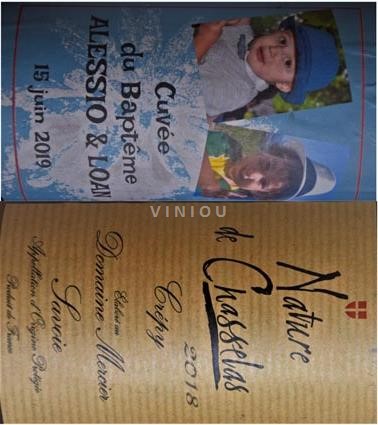 Cuvée
du Baptême
ALESSIO & LOAN
15 juin 2019
VINIOU
Nature
de Chasselas
2018
Crépy
Elaboré au
Domaine Mercier
Savoie
Appellation d'Origine Protégée
Produit de France